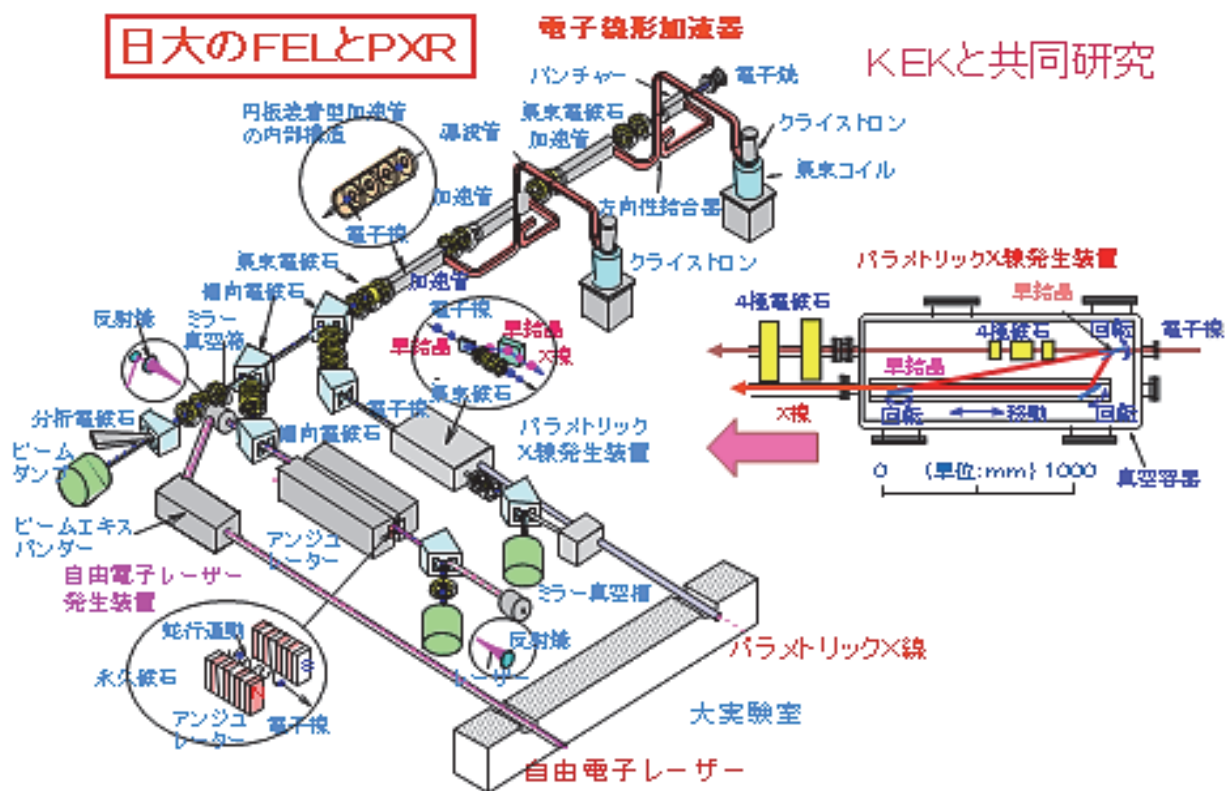 日大のFELとPXR
電子線形加速器
KEKと共同研究
バンチャー
電子銃
円板装着型加速管
の内部構造
導波管
集束電磁石
加速管
クライストロン
集束コイル
加速管
方向性結合器
電子線
集束電磁石
加速管
クライストロン
偏向電磁石
反射鏡
ミラー
真空箱
電子線
単結晶
単結晶
X線
集束磁石
分析電磁石
偏向電磁石
電子線
パラメトリック
X線発生装置
ビーム
ダンプ
ビームエキス
パンダー
アンジュ
レーター
自由電子レーザー
発生装置
ミラー真空槽
蛇行運動
永久磁石
N
S
アンジュ
レーター
電子線
反射鏡
レーザー
パラメトリックX線
大実験室
自由電子レーザー
パラメトリックX線発生装置
単結晶
4極電磁石
4極磁石
回転
電子線
単結晶
X線
回転
移動
回転
0 (単位:mm) 1000
真空容器